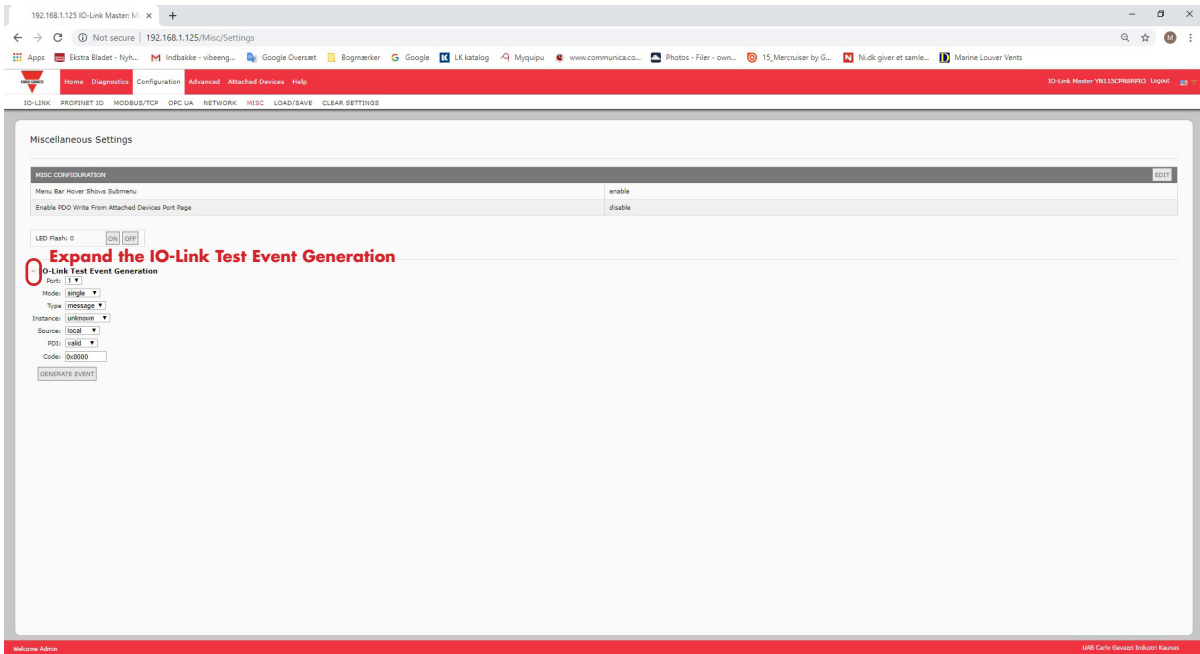 192.168.1.125 IO-Link Master: M
Not secure | 192.168.1.125/Misc/Settings
Apps Ekstra Bladet - Nyh... Indbakke - vibeeng... Google Oversæt Bogmærker Google LK katalog Myquipu www.communica.co... Photos - Filer - own... 15_Mercruiser by G... Ni.dk giver et samle... Marine Louver Vents
Home Diagnostics Configuration Advanced Attached Devices Help IO-Link Master YN115CPN8RPIO Logout
IO-LINK PROFINET IO MODBUS/TCP OPC UA NETWORK MISC LOAD/SAVE CLEAR SETTINGS
Miscellaneous Settings
MISC CONFIGURATION EDIT
Menu Bar Hover Shows Submenu enable
Enable PDO Write From Attached Devices Port Page disable
LED Flash: 0 ON OFF
Expand the IO-Link Test Event Generation
IO-Link Test Event Generation
Port: 1
Mode: single
Type message
Instance: unknown
Source: local
PDI: valid
Code: 0x0000
GENERATE EVENT
Welcome Admin UAB Carlo Gavazzi Industri Kaunas